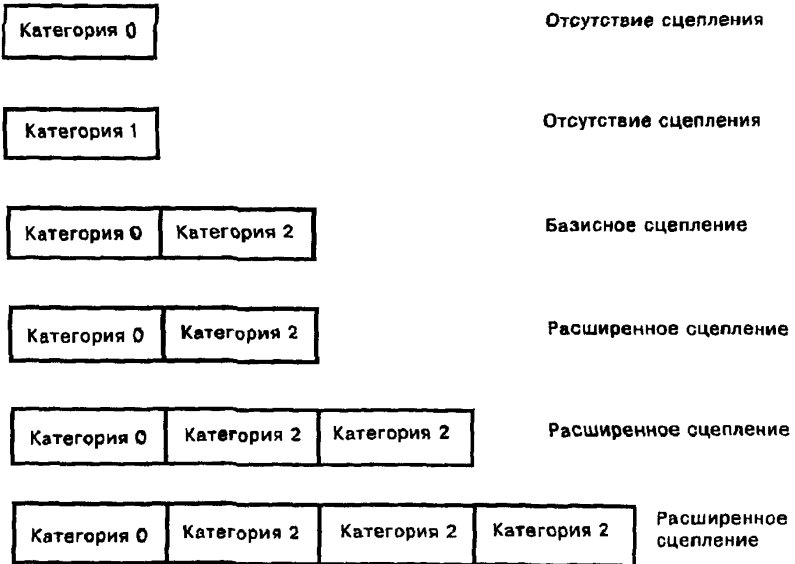 Категория 0 Отсутствие сцепления
Категория 1 Отсутствие сцепления
Категория 0 Категория 2 Базисное сцепление
Категория 0 Категория 2 Расширенное сцепление
Категория 0 Категория 2 Категория 2 Расширенное сцепление
Категория 0 Категория 2 Категория 2 Категория 2 Расширенное
сцепление